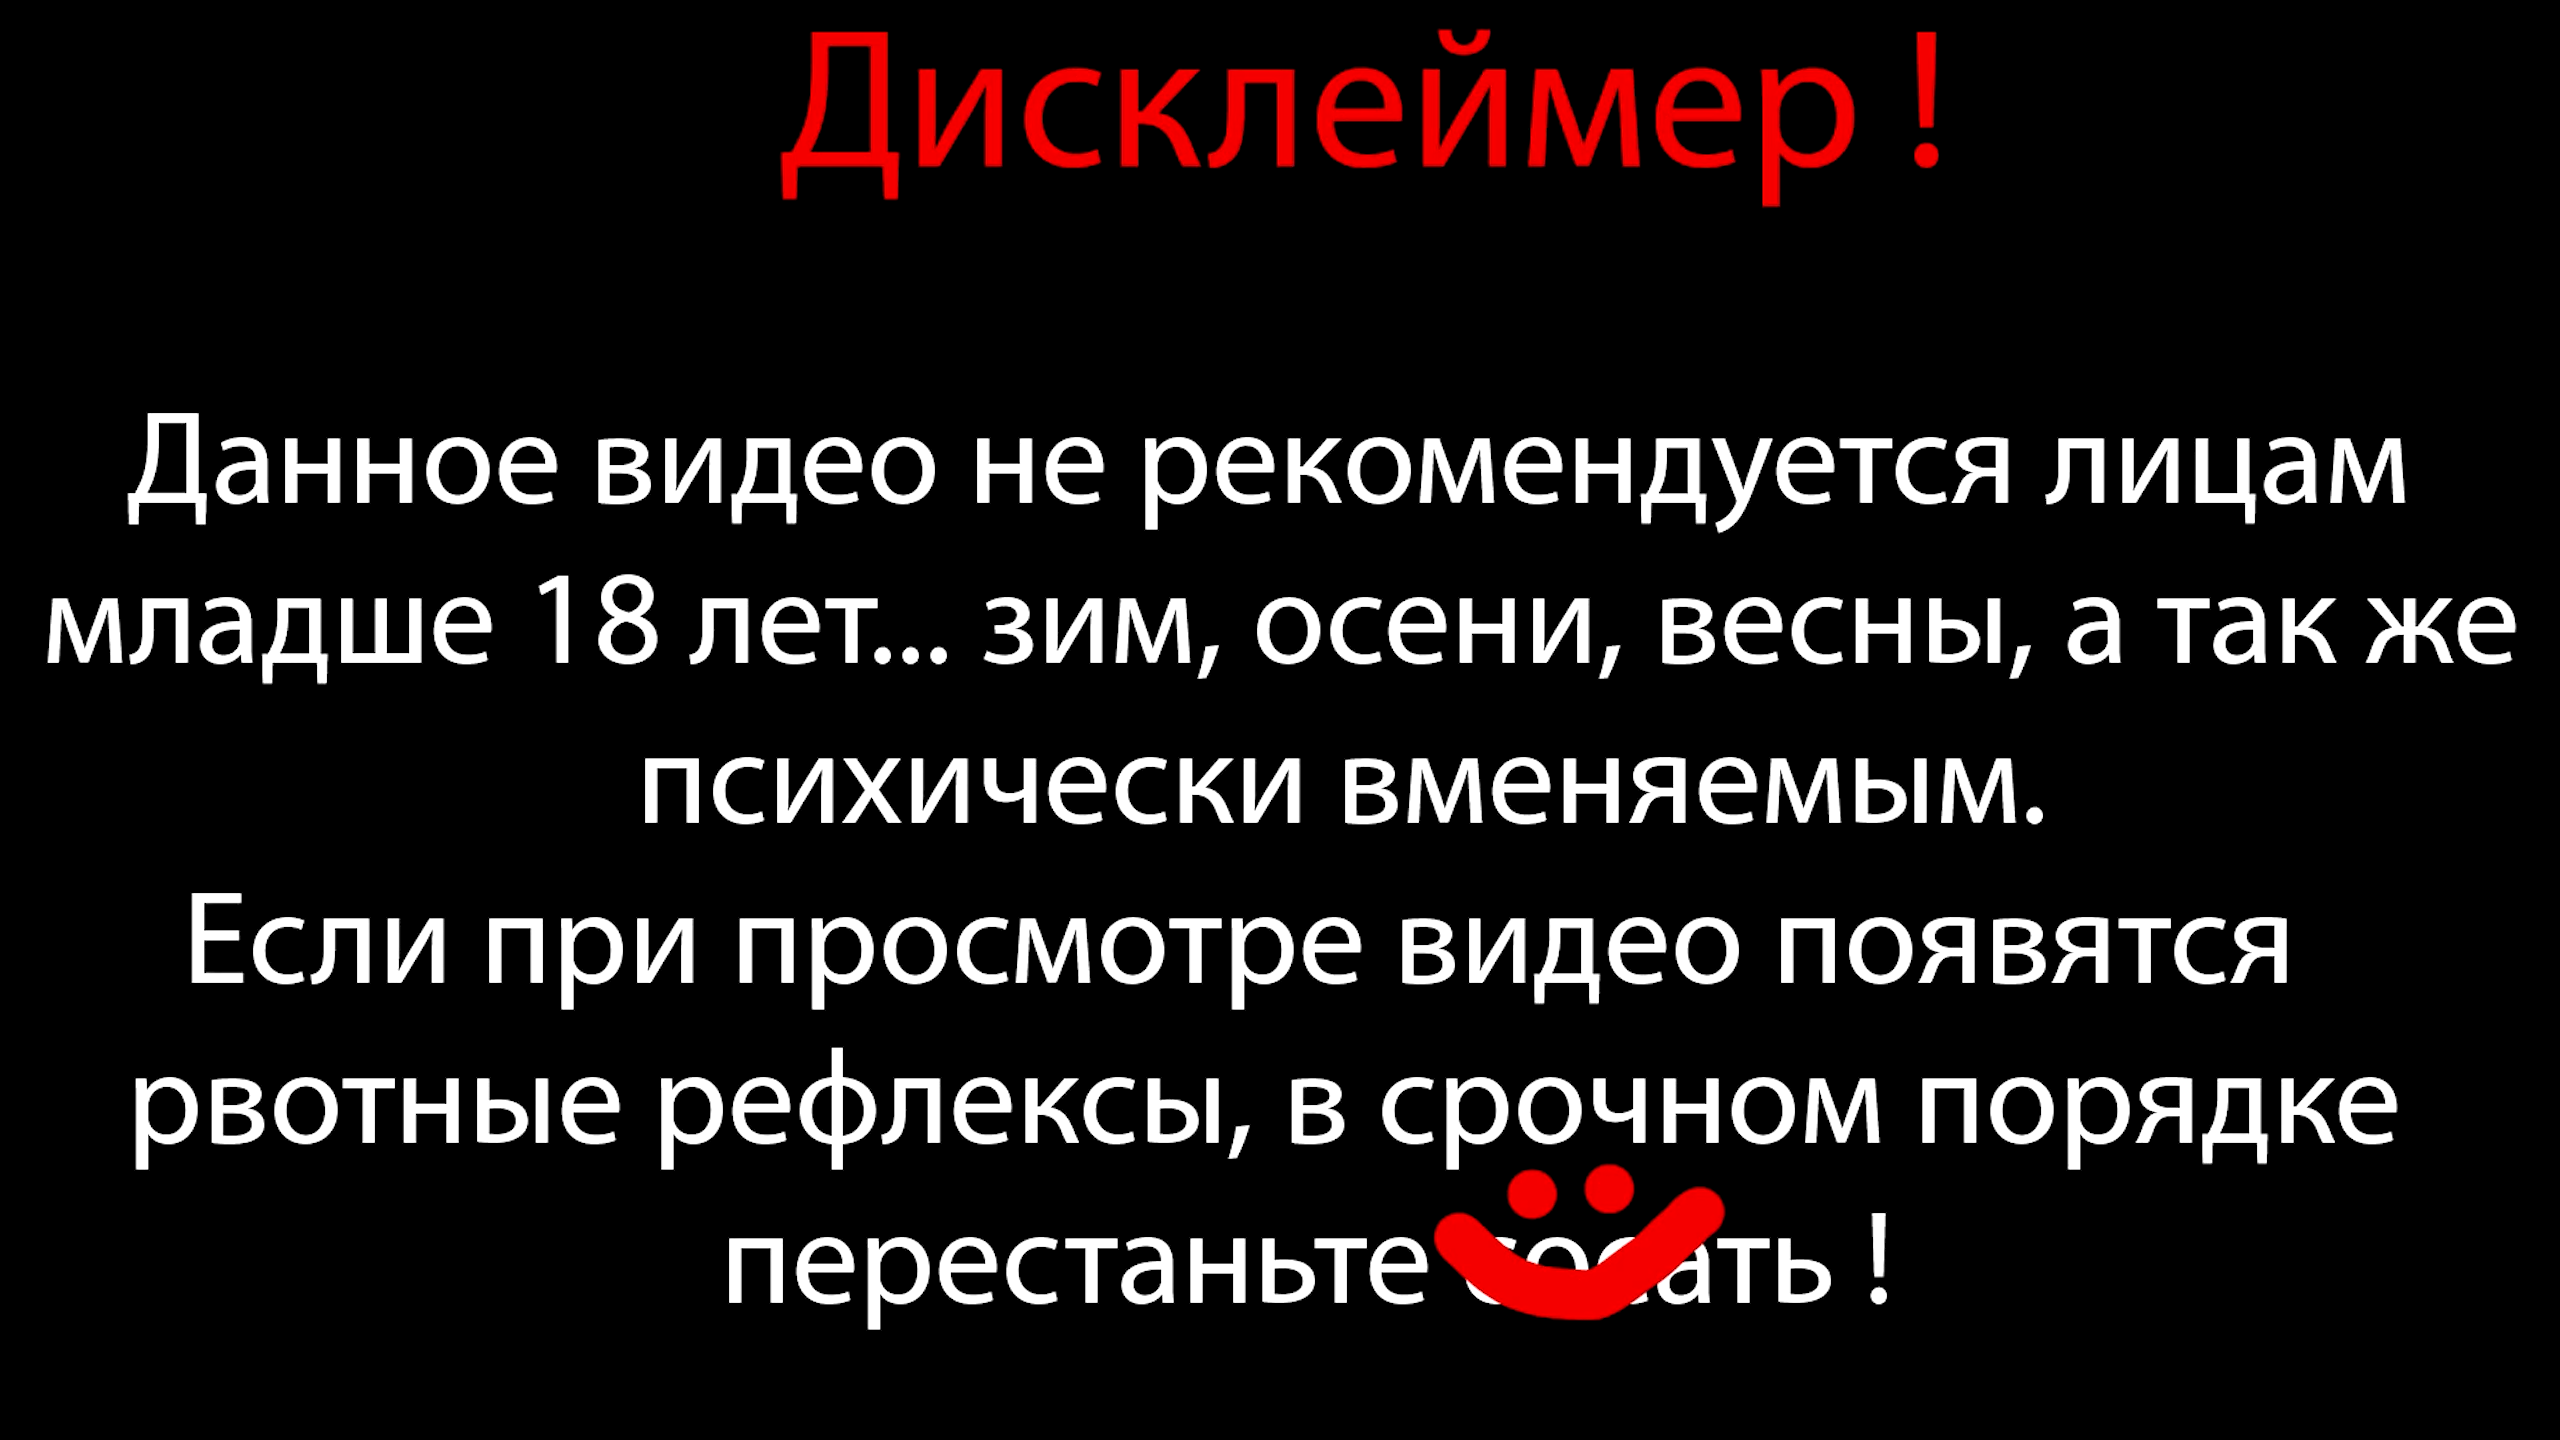 Дисклеймер !
Данное видео не рекомендуется лицам
младше 18 лет... зим, осени, весны, а так же
психически вменяемым.
Если при просмотре видео появятся
рвотные рефлексы, в срочном порядке
перестаньте сосать !